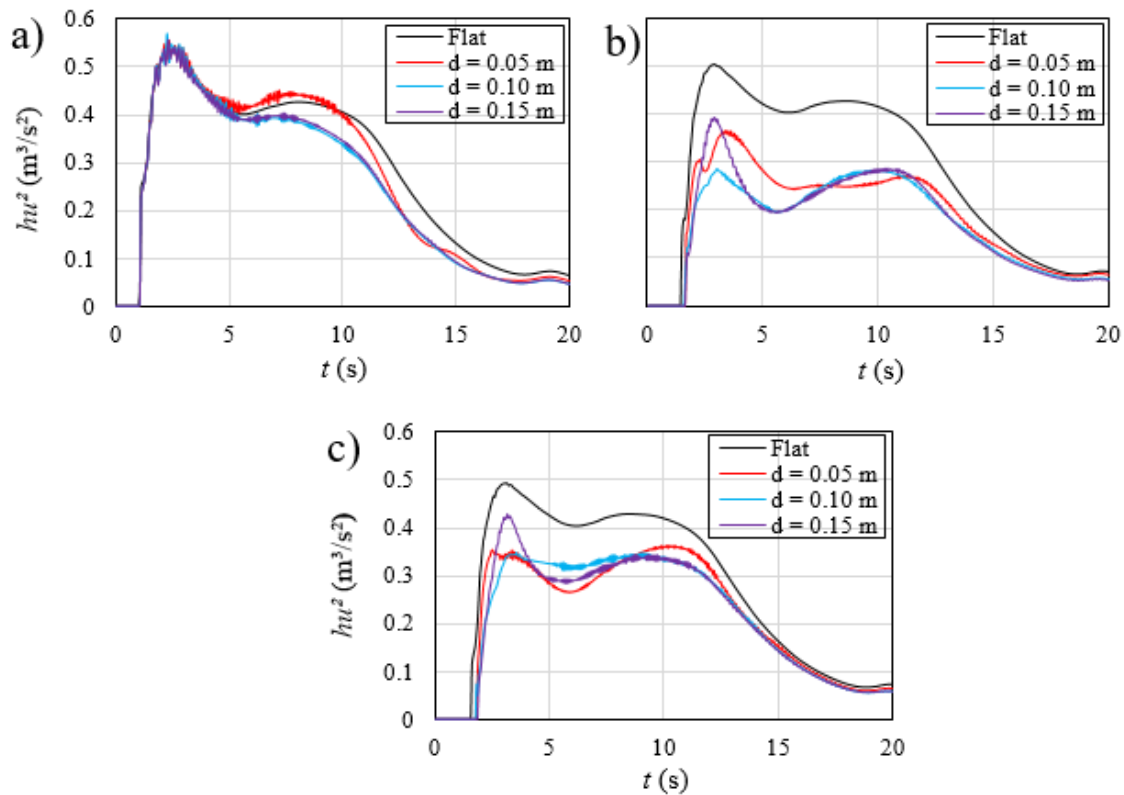 a)
0.6
0.5
0.4
0.3
0.2
0.1
0
hu² (m³/s²)
Flat
d = 0.05 m
d = 0.10 m
d = 0.15 m
0 5 10 15 20
t (s)
b)
Flat
d = 0.05 m
d = 0.10 m
d = 0.15 m
0 5 10 15 20
t (s)
c)
0.6
0.5
0.4
0.3
0.2
0.1
0
hu² (m³/s²)
Flat
d = 0.05 m
d = 0.10 m
d = 0.15 m
0 5 10 15 20
t (s)